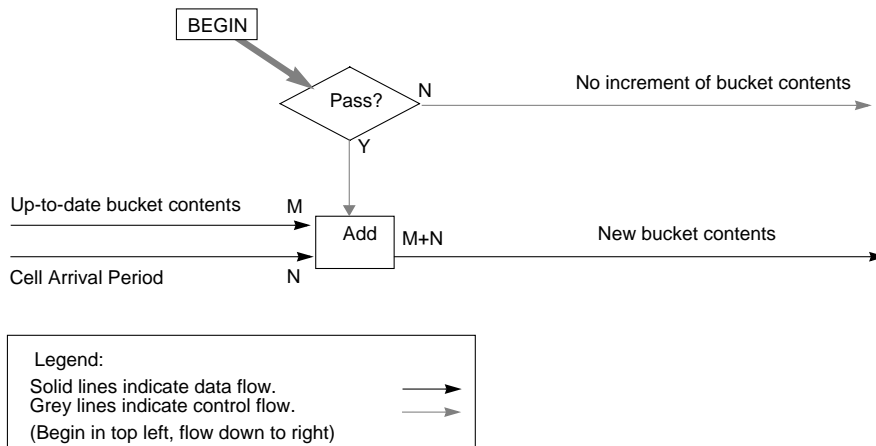 BEGIN
Pass?
N
No increment of bucket contents
Y
Up-to-date bucket contents
M
Add
M+N
New bucket contents
Cell Arrival Period
N
Legend:
Solid lines indicate data flow.
Grey lines indicate control flow.
(Begin in top left, flow down to right)